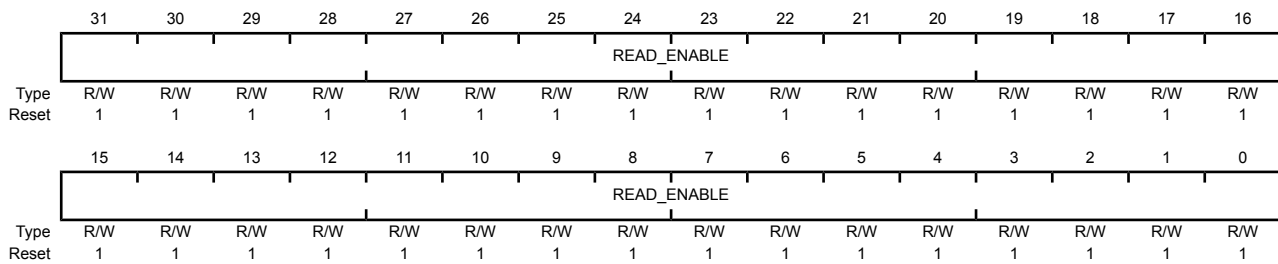 31 30 29 28 27 26 25 24 23 22 21 20 19 18 17 16
READ_ENABLE
Type R/W R/W R/W R/W R/W R/W R/W R/W R/W R/W R/W R/W R/W R/W R/W R/W
Reset 1 1 1 1 1 1 1 1 1 1 1 1 1 1 1 1
15 14 13 12 11 10 9 8 7 6 5 4 3 2 1 0
READ_ENABLE
Type R/W R/W R/W R/W R/W R/W R/W R/W R/W R/W R/W R/W R/W R/W R/W R/W
Reset 1 1 1 1 1 1 1 1 1 1 1 1 1 1 1 1